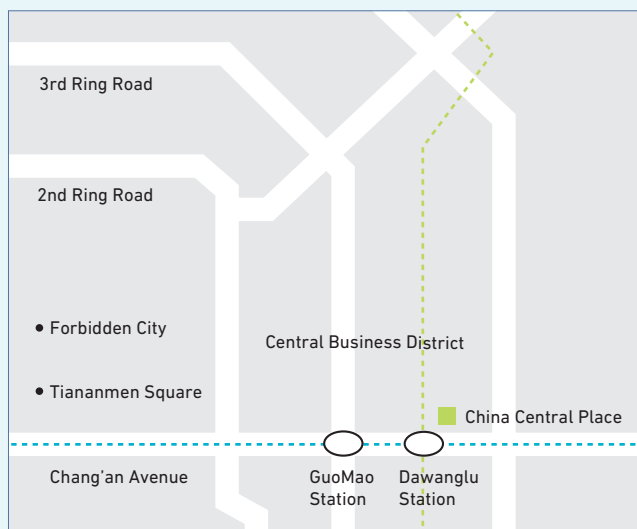 3rd Ring Road
2nd Ring Road
Forbidden City
Central Business District
Tiananmen Square
China Central Place
Chang'an Avenue
GuoMao
Station
Dawanglu
Station